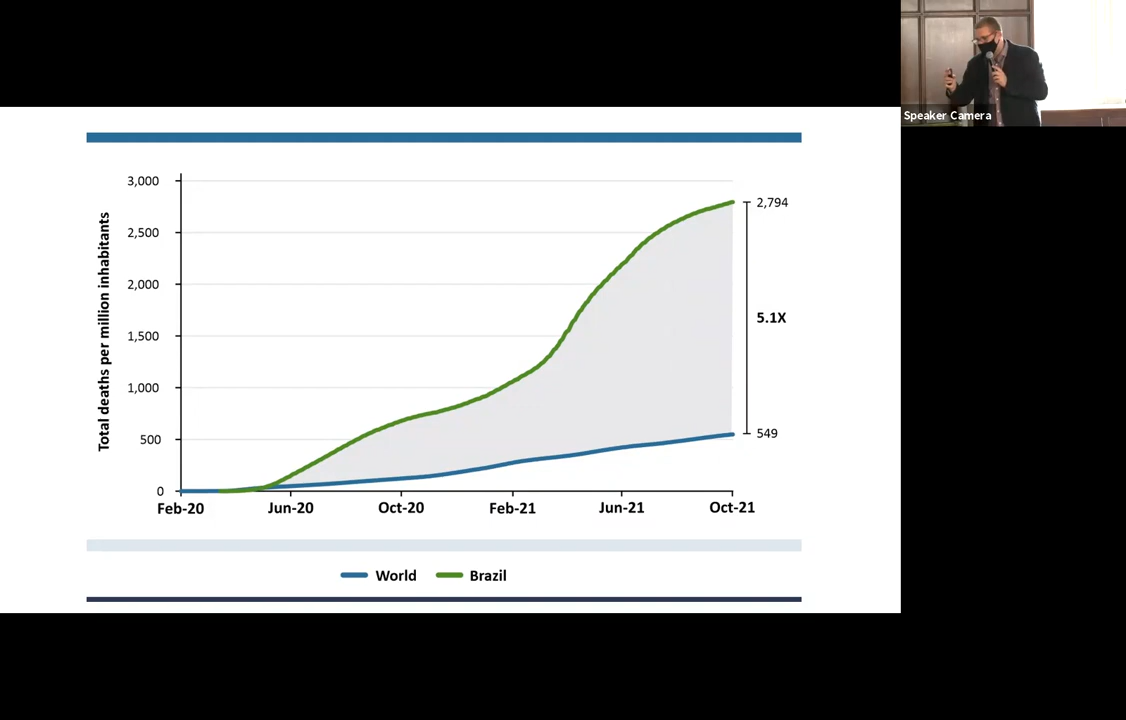 Speaker Camera
Total deaths per million inhabitants
3,000
2,500
2,000
1,500
1,000
500
0
Feb-20 Jun-20 Oct-20 Feb-21 Jun-21 Oct-21
2,794
5.1X
549
World Brazil